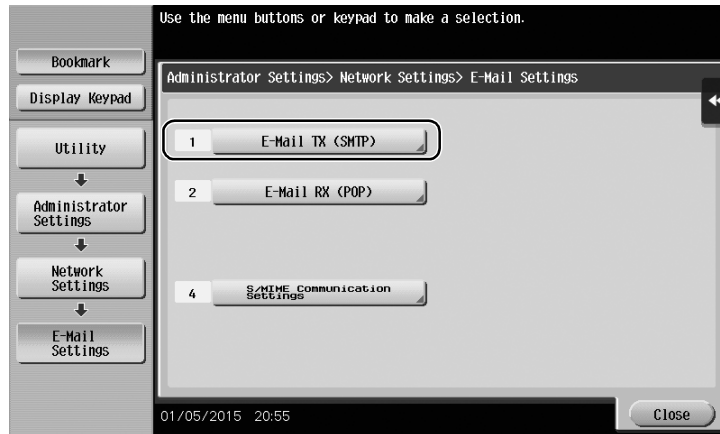 Use the menu buttons or keypad to make a selection.
Bookmark
Display Keypad
Utility
Administrator
Settings
Network
Settings
E-Mail
Settings
Administrator Settings> Network Settings> E-Mail Settings
1 E-Mail TX (SMTP)
2 E-Mail RX (POP)
4 S/MIME Communication
Settings
01/05/2015 20:55
Close